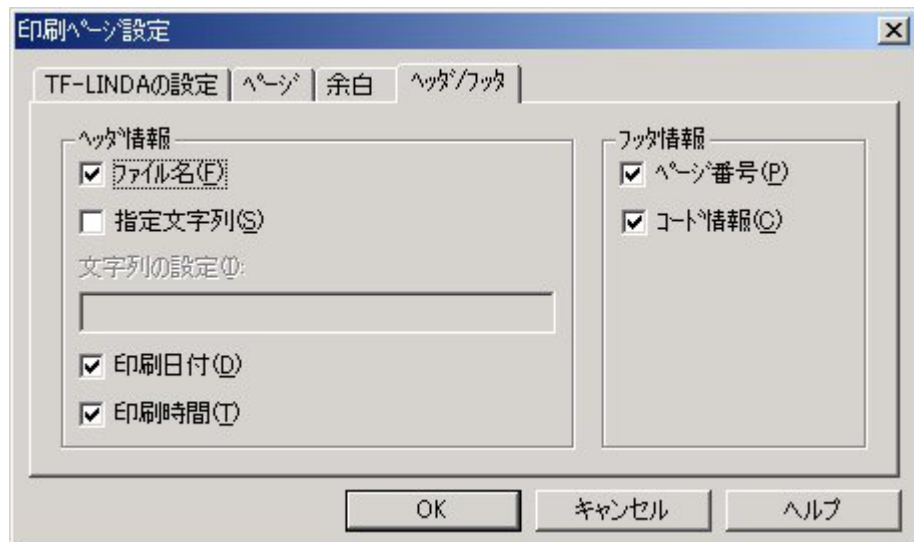 印刷ﾍﾟｰｼﾞ設定
TF-LINDAの設定 ﾍﾟｰｼﾞ 余白 ﾍｯﾀﾞ/ﾌｯﾀ
ﾍｯﾀﾞ情報
ﾌｧｲﾙ名(F)
指定文字列(S)
文字列の設定(I):
印刷日付(D)
印刷時間(T)
ﾌｯﾀ情報
ﾍﾟｰｼﾞ番号(P)
ｺｰﾄﾞ情報(C)
OK キャンセル ヘルプ